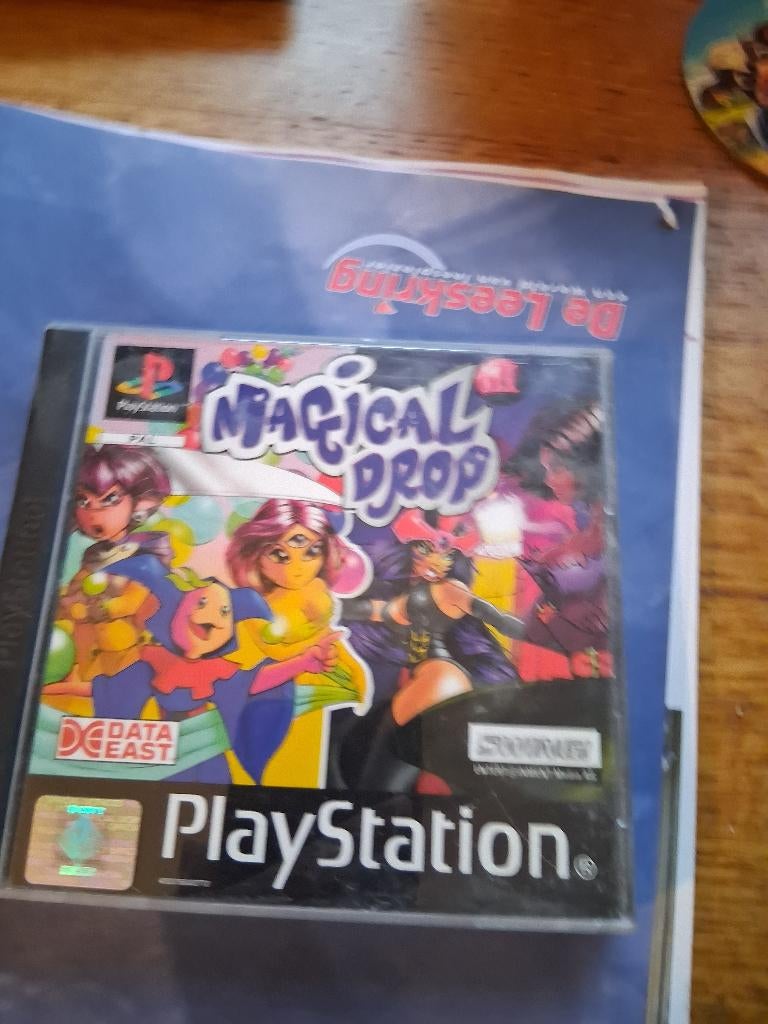 De Leeskring
PlayStation
PAL
MAGICAL
DROP
DATA
EAST
PlayStation®
PlayStation